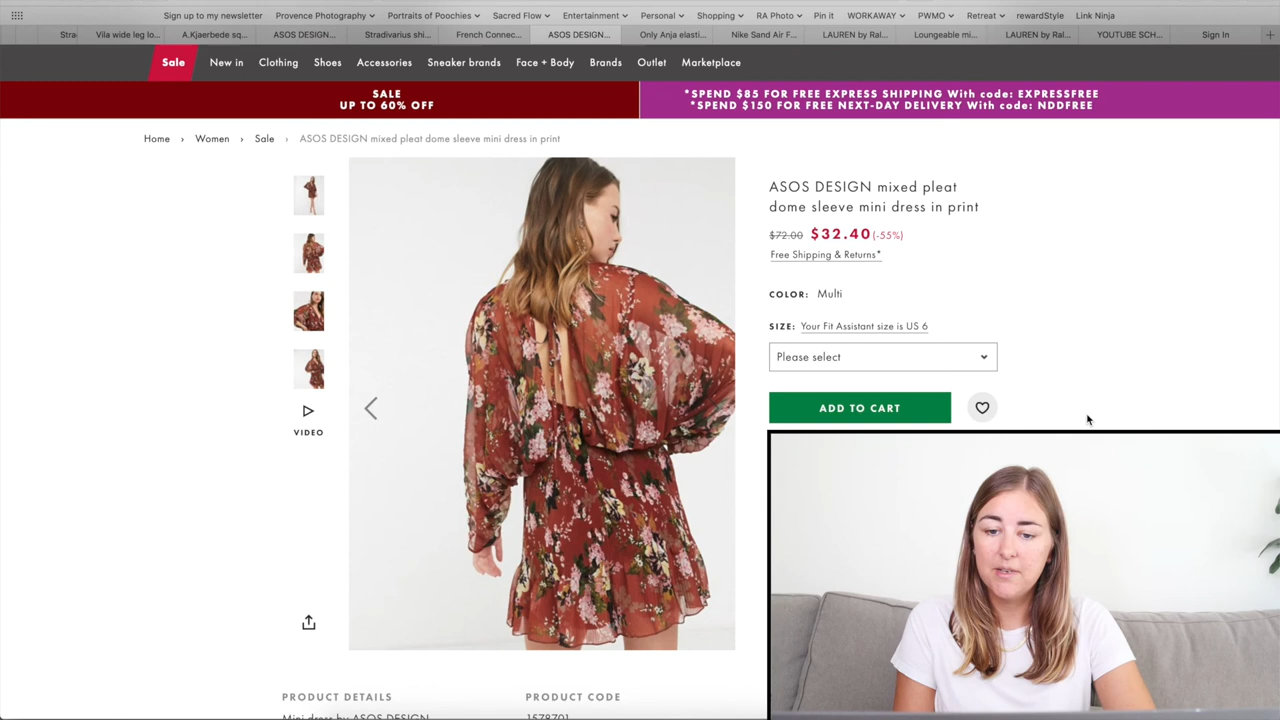 Sign up to my newsletter Provence Photography Portraits of Poochies Sacred Flow Entertainment Personal Shopping RA Photo Pin it WORKAWAY PWMO Retreat rewardStyle Link Ninja
Stra- Vila wide leg lo... A.Kjaerbede sq... ASOS DESIGN... Stradivarius shi... French Connec... ASOS DESIGN... Only Anja elasti... Nike Sand Air F... LAUREN by Ral... Loungeable mi... LAUREN by Ral... YOUTUBE SCH... Sign In
Sale New in Clothing Shoes Accessories Sneaker brands Face + Body Brands Outlet Marketplace
SALE
UP TO 60% OFF
*SPEND $85 FOR FREE EXPRESS SHIPPING With code: EXPRESSFREE
*SPEND $150 FOR FREE NEXT-DAY DELIVERY With code: NDDFREE
Home › Women › Sale › ASOS DESIGN mixed pleat dome sleeve mini dress in print
ASOS DESIGN mixed pleat
dome sleeve mini dress in print
$72.00 $32.40 (-55%)
Free Shipping & Returns*
COLOR: Multi
SIZE: Your Fit Assistant size is US 6
Please select
ADD TO CART
VIDEO
PRODUCT DETAILS
Mini dress by ASOS DESIGN
PRODUCT CODE
1578701